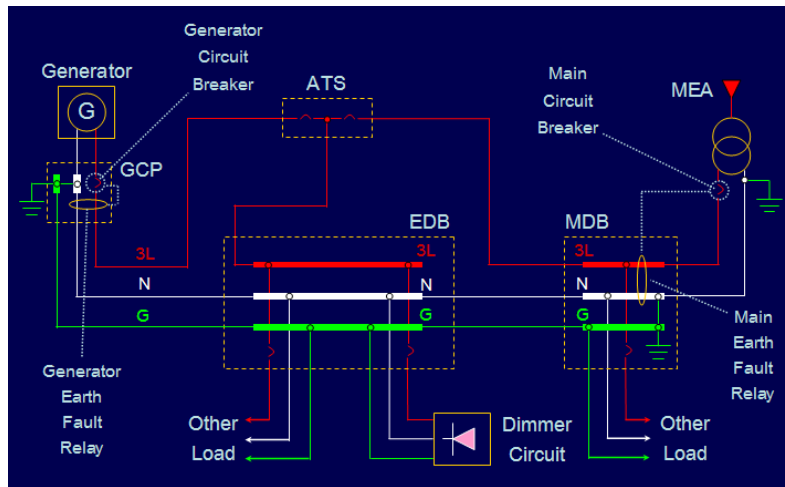 Generator
Circuit
Breaker
Generator
G
GCP
ATS
Main
Circuit
Breaker
MEA
EDB
MDB
3L
3L
3L
N
N
N
G
G
G
Generator
Earth
Fault
Relay
Other
Load
Dimmer
Circuit
Other
Load
Main
Earth
Fault
Relay